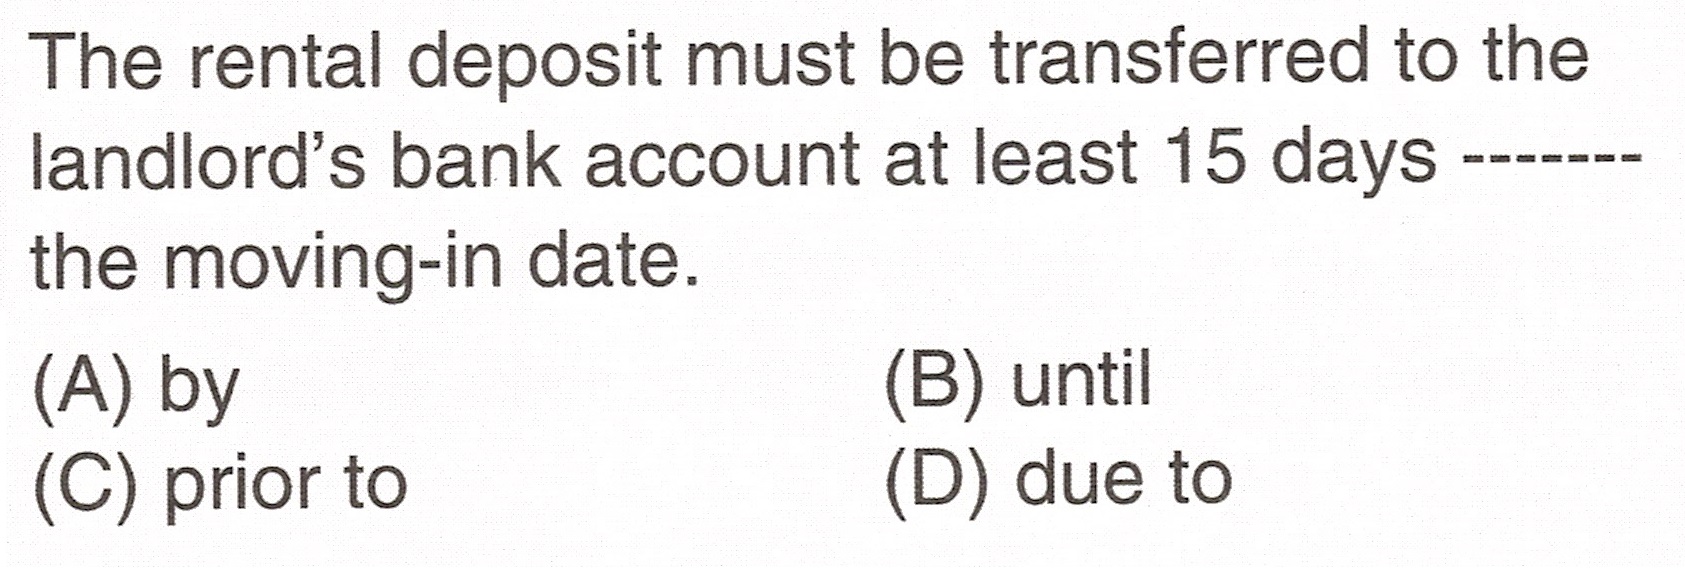 The rental deposit must be transferred to the
landlord’s bank account at least 15 days -------
the moving-in date.
(A) by (B) until
(C) prior to (D) due to